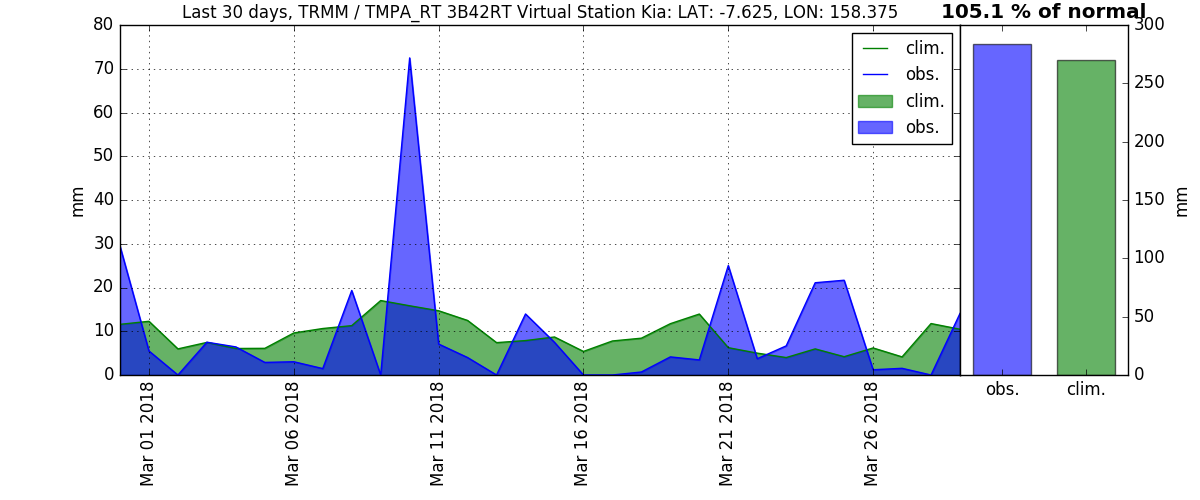 Last 30 days, TRMM / TMPA_RT 3B42RT Virtual Station Kia: LAT: -7.625, LON: 158.375
105.1 % of normal
80
70
60
50
40
30
20
10
0
mm
clim.
obs.
clim.
obs.
Mar 01 2018
Mar 06 2018
Mar 11 2018
Mar 16 2018
Mar 21 2018
Mar 26 2018
300
250
200
150
100
50
0
mm
obs.
clim.